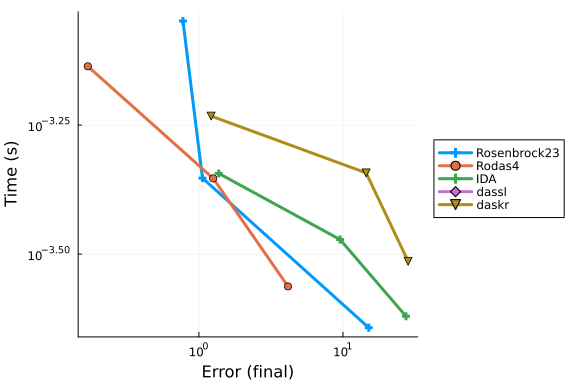 Time (s)
10^-3.25
10^-3.50
10^0
10^1
Error (final)
Rosenbrock23
Rodas4
IDA
dassl
daskr